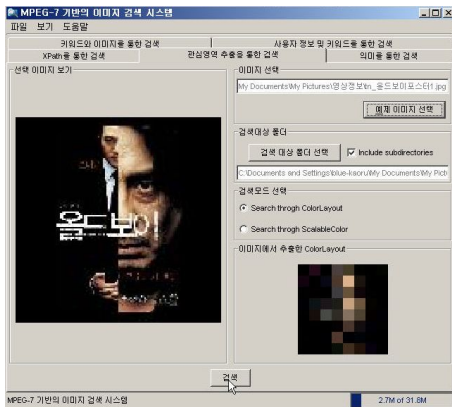 MPEG-7 기반의 이미지 검색 시스템
파일 보기 도움말
키워드와 이미지를 통한 검색
사용자 정보 및 키워드를 통한 검색
XPath를 통한 검색
관심영역 추출을 통한 검색
의미를 통한 검색
선택 이미지 보기
올드보이
이미지 선택
My Documents\My Pictures\영상정보\tn_올드보이포스터1.jpg
예제 이미지 선택
검색대상 폴더
검색 대상 폴더 선택
Include subdirectories
C:\Documents and Settings\blue-kaoru\My Documents\My Pict
검색모드 선택
Search throgh ColorLayout
Search throgh ScalableColor
이미지에서 추출한 ColorLayout
검색
MPEG-7 기반의 이미지 검색 시스템
2.7M of 31.8M